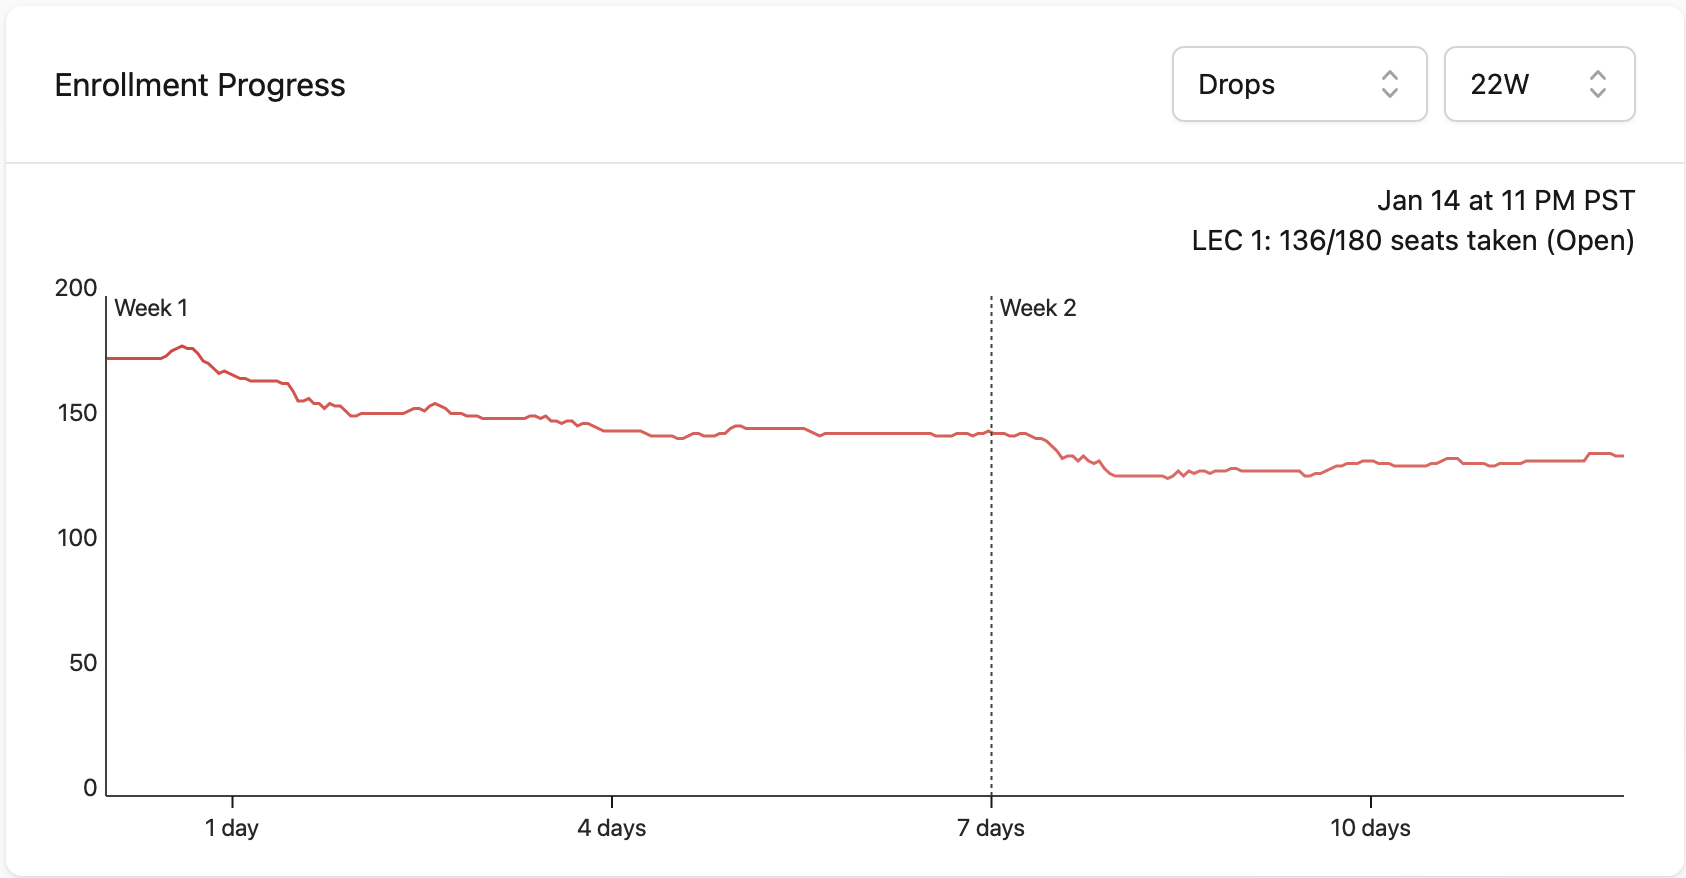 Enrollment Progress
Drops
22W
Jan 14 at 11 PM PST
LEC 1: 136/180 seats taken (Open)
200
Week 1
Week 2
150
100
50
0
1 day
4 days
7 days
10 days